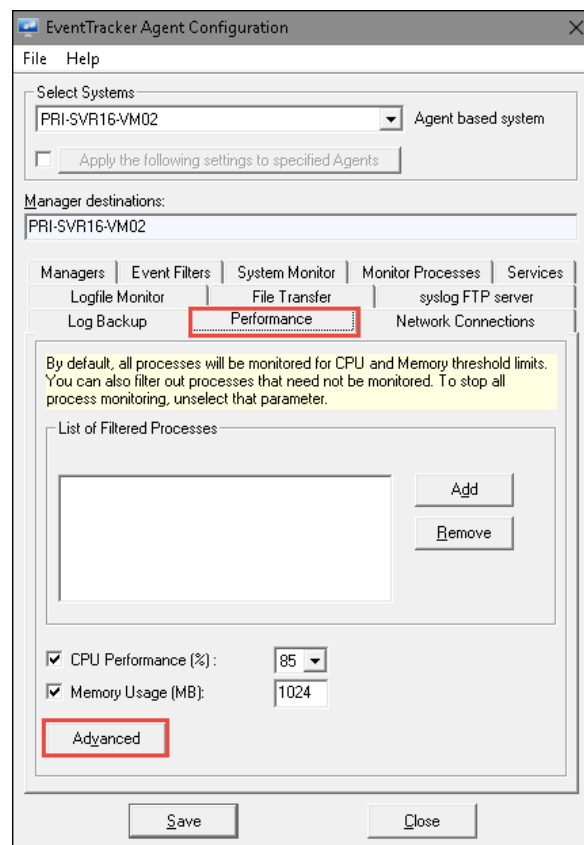 EventTracker Agent Configuration
File Help
Select Systems
PRI-SVR16-VM02 Agent based system
Apply the following settings to specified Agents
Manager destinations:
PRI-SVR16-VM02
Managers Event Filters System Monitor Monitor Processes Services
Logfile Monitor File Transfer syslog FTP server
Log Backup Performance Network Connections
By default, all processes will be monitored for CPU and Memory threshold limits.
You can also filter out processes that need not be monitored. To stop all
process monitoring, unselect that parameter.
List of Filtered Processes
Add
Remove
CPU Performance (%) : 85
Memory Usage (MB): 1024
Advanced
Save Close